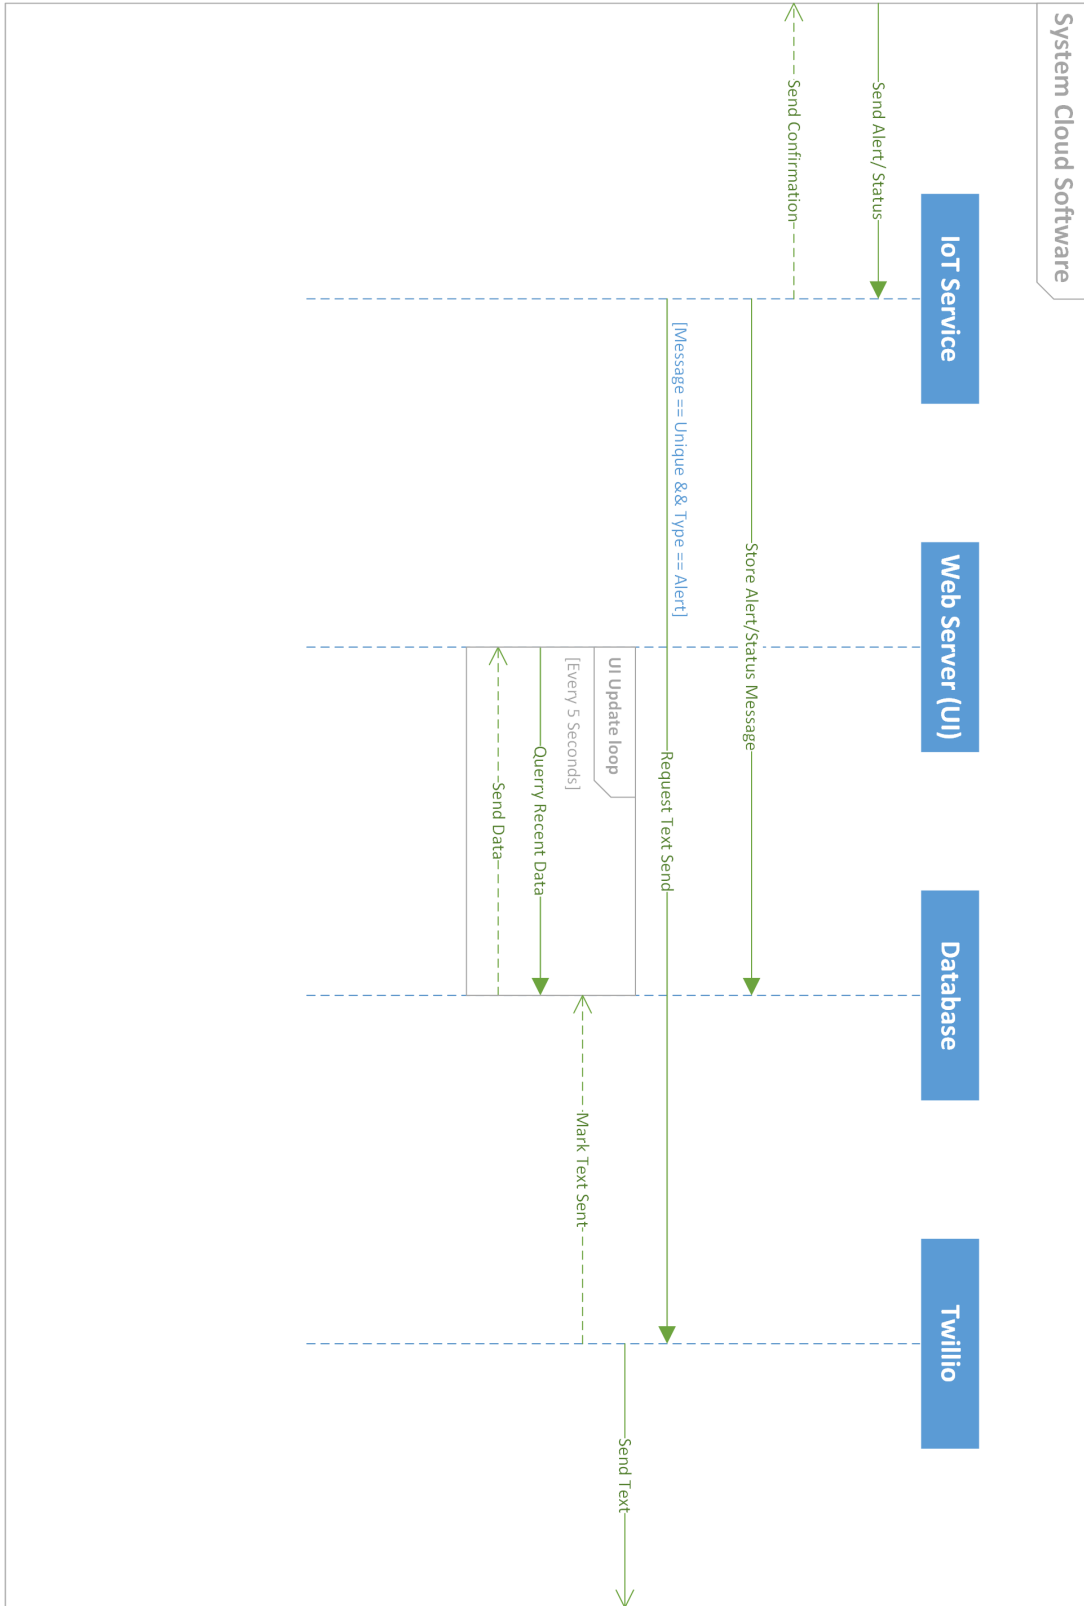 System Cloud Software
IoT Service
Web Server (UI)
Database
Twillio
Send Alert/ Status
Send Confirmation
Store Alert/Status Message
[Message == Unique && Type == Alert]
Request Text Send
UI Update loop
[Every 5 Seconds]
Send Text
Mark Text Sent
Querry Recent Data
Send Data